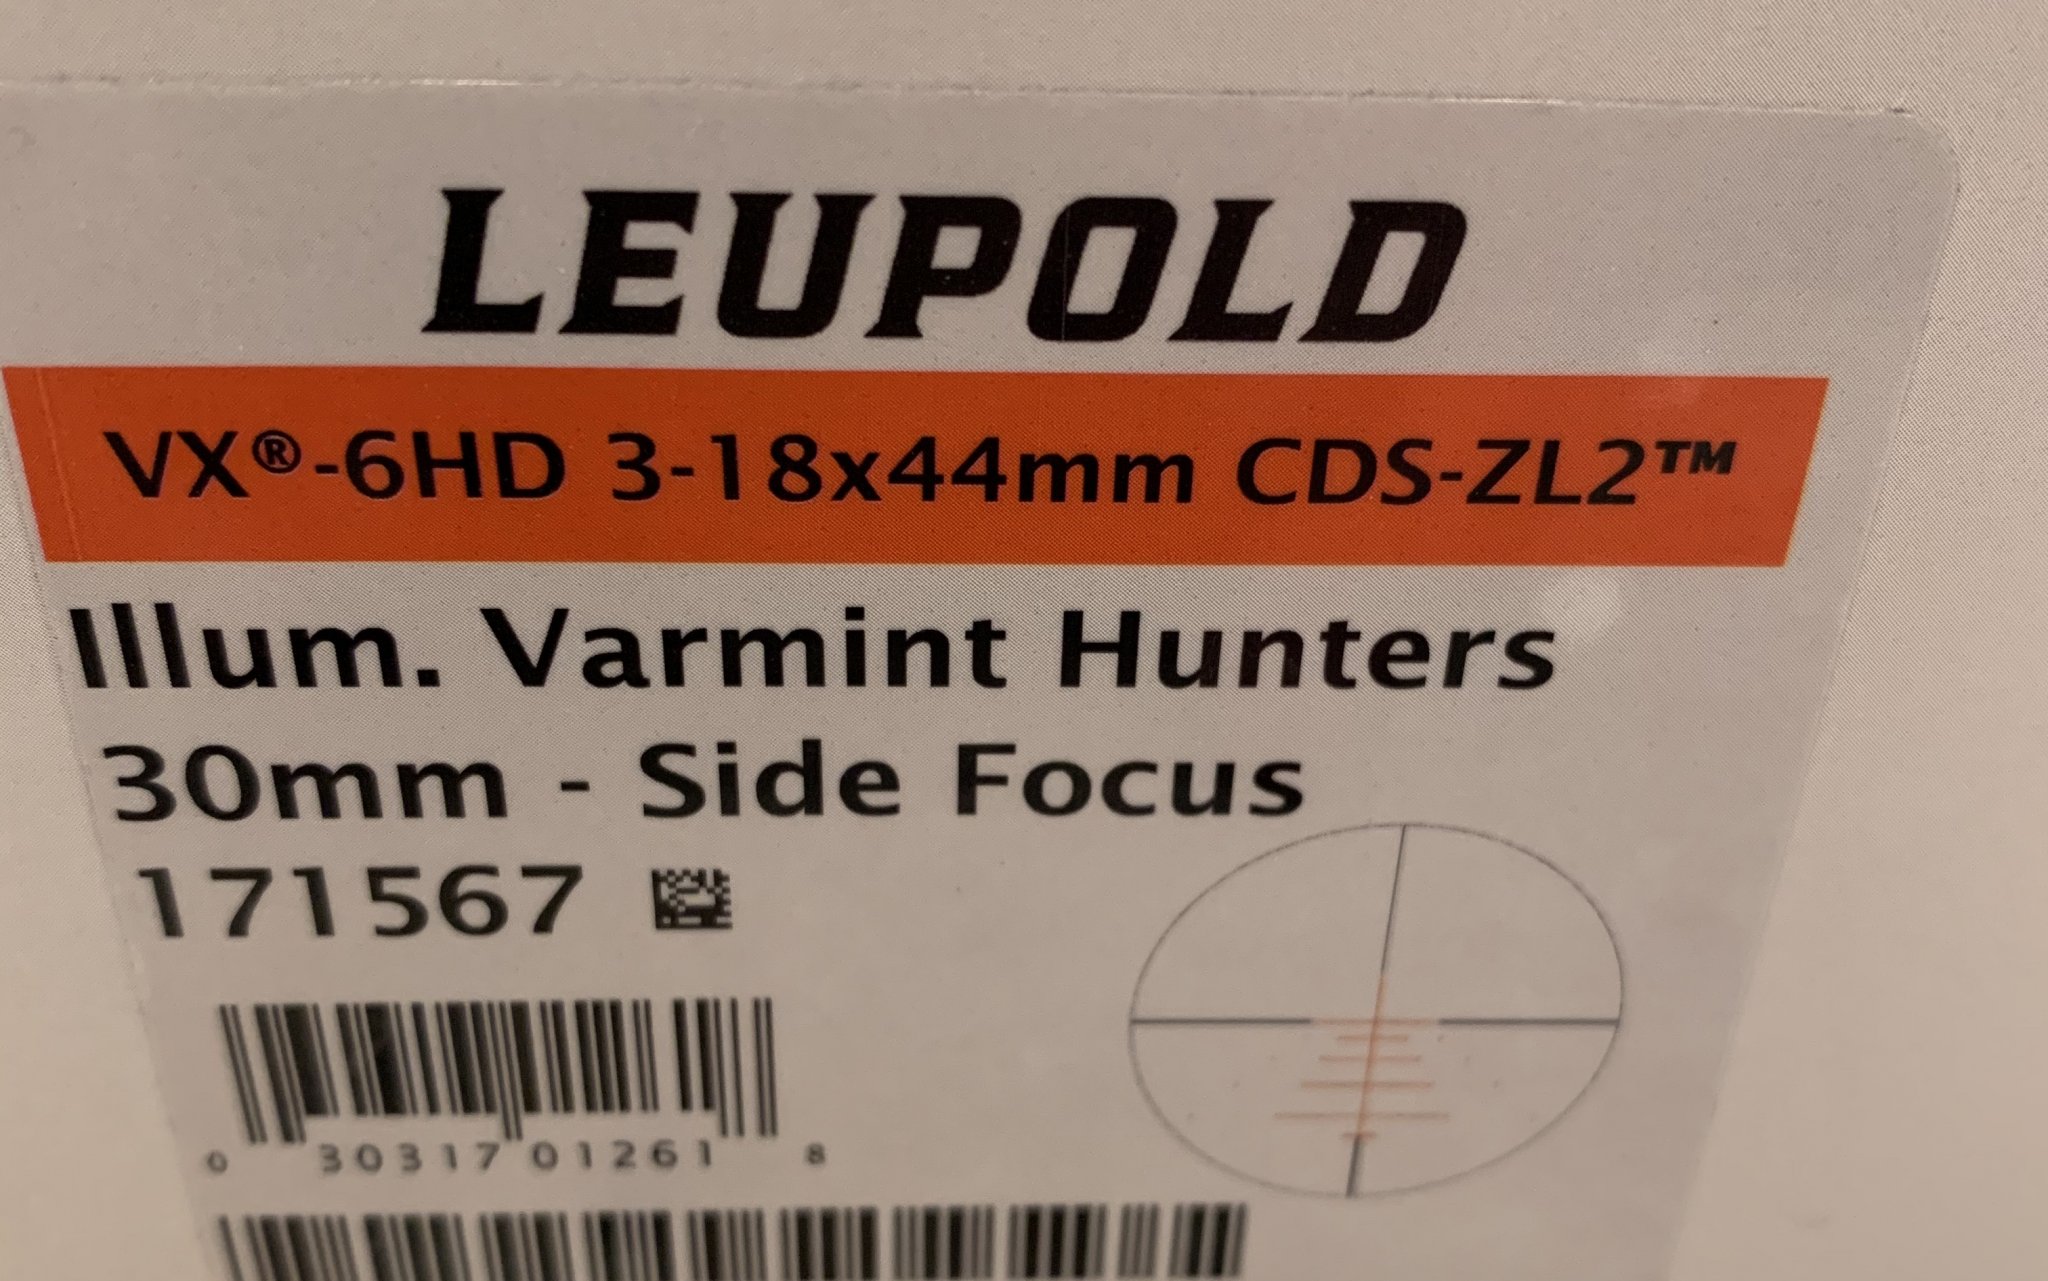 LEUPOLD
VX®-6HD 3-18x44mm CDS-ZL2™
Illum. Varmint Hunters
30mm - Side Focus
171567
0 30317 01261 8